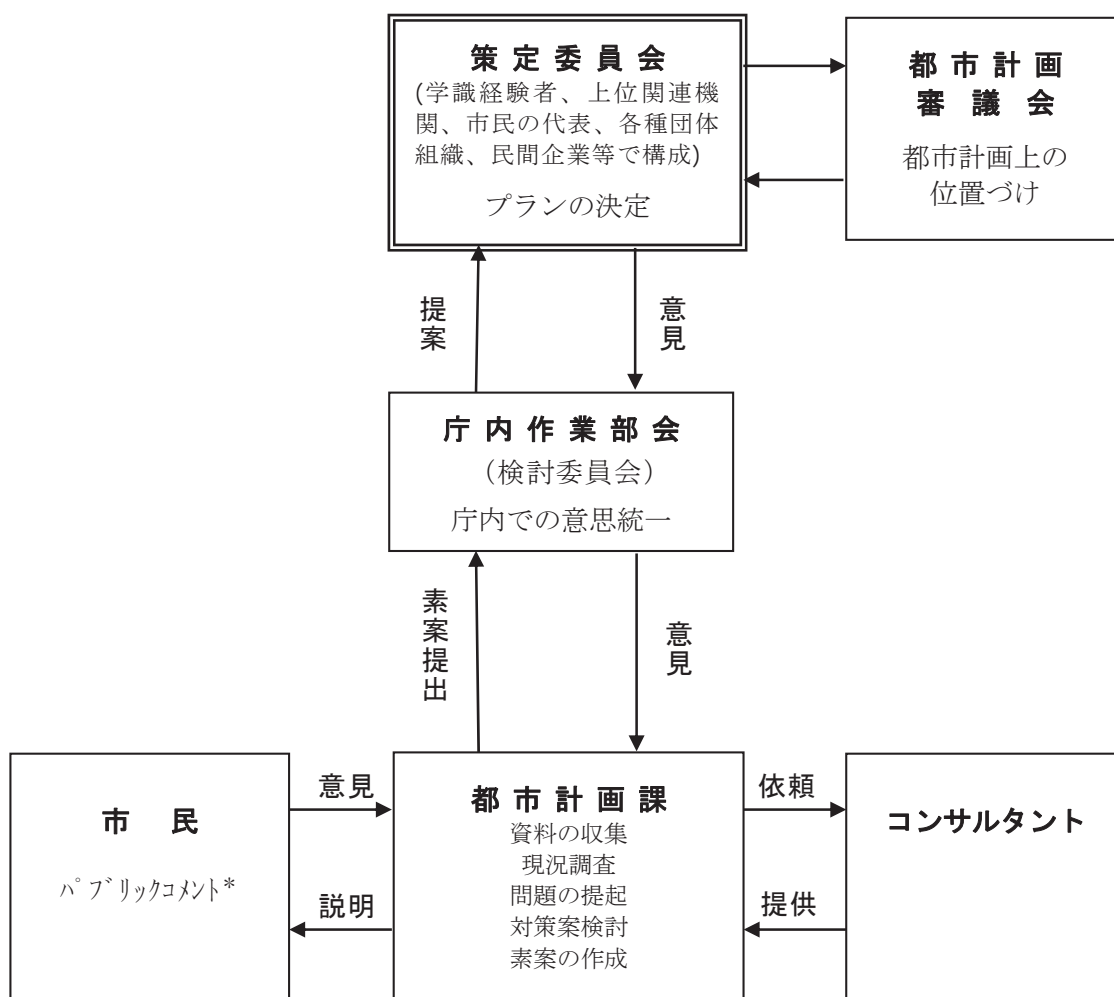 策定委員会
(学識経験者、上位関連機
関、市民の代表、各種団体
組織、民間企業等で構成)
プランの決定
都市計画
審議会
都市計画上の
位置づけ
提案
意見
庁内作業部会
（検討委員会）
庁内での意思統一
素案提出
意見
市民
ﾊﾟﾌﾞﾘｯｸｺﾒﾝﾄ*
意見
説明
都市計画課
資料の収集
現況調査
問題の提起
対策案検討
素案の作成
依頼
提供
コンサルタント